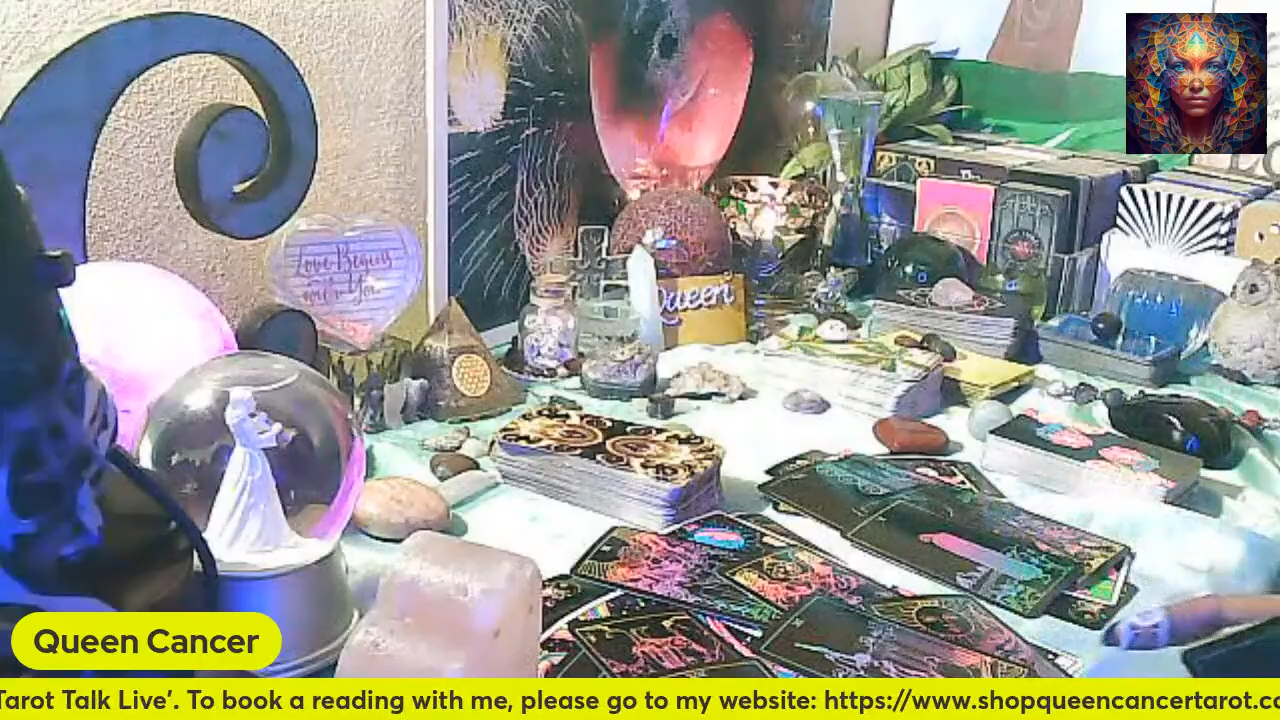 Love Begins
with You
Queen
Queen Cancer
Tarot Talk Live’. To book a reading with me, please go to my website: https://www.shopqueencancertarot.co